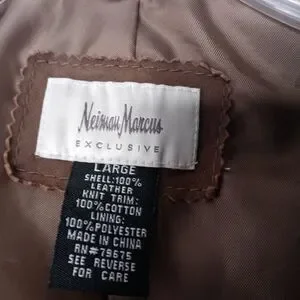 Neiman Marcus
EXCLUSIVE
LARGE
SHELL:100%
LEATHER
KNIT TRIM:
100%COTTON
LINING:
100%POLYESTER
MADE IN CHINA
RN#79675
SEE REVERSE
FOR CARE